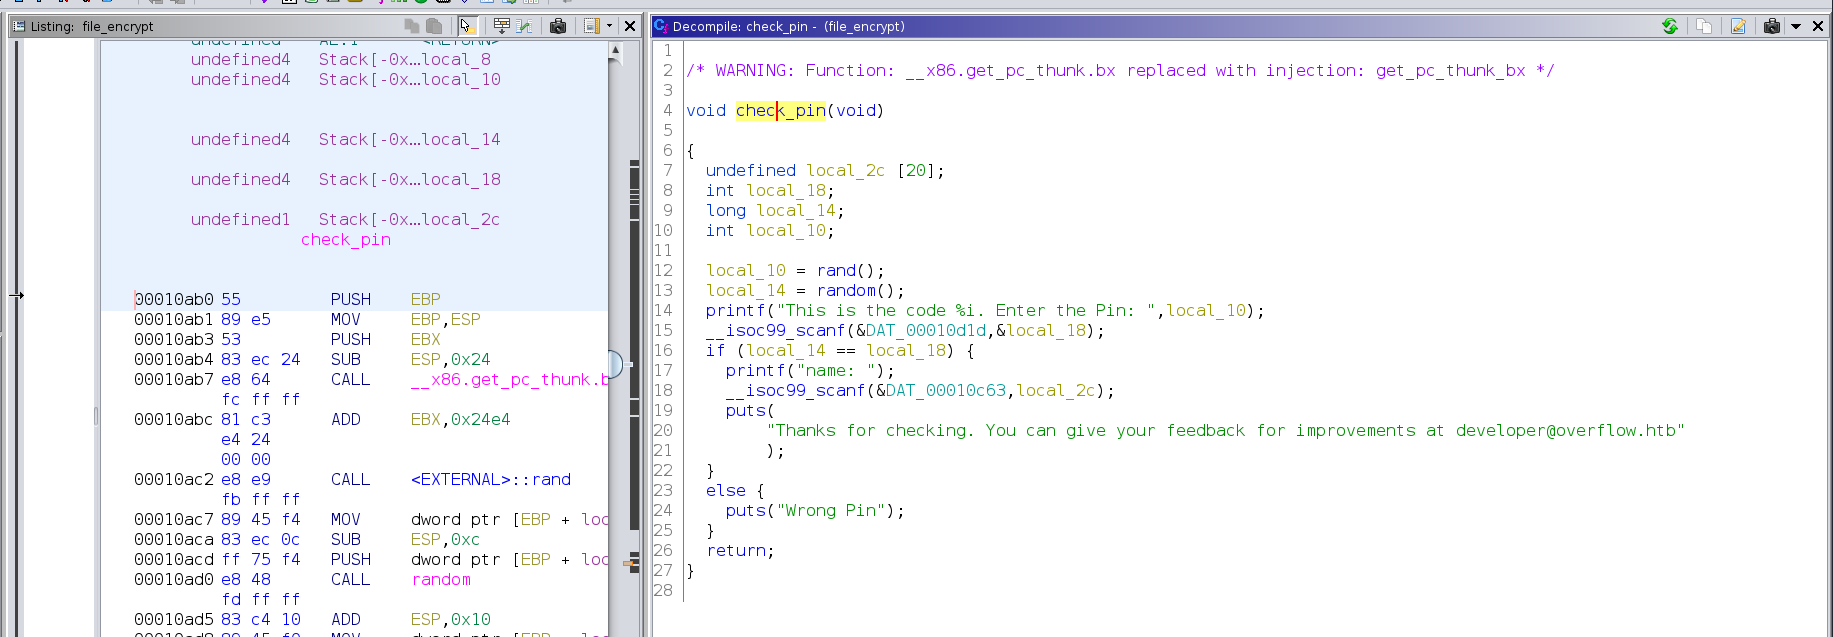 Listing: file_encrypt
undefined4 Stack[-0x...local_8
undefined4 Stack[-0x...local_10
undefined4 Stack[-0x...local_14
undefined4 Stack[-0x...local_18
undefined1 Stack[-0x...local_2c
check_pin
00010ab0 55 PUSH EBP
00010ab1 89 e5 MOV EBP,ESP
00010ab3 53 PUSH EBX
00010ab4 83 ec 24 SUB ESP,0x24
00010ab7 e8 64 CALL __x86.get_pc_thunk.b
fc ff ff
00010abc 81 c3 ADD EBX,0x24e4
e4 24
00 00
00010ac2 e8 e9 CALL <EXTERNAL>::rand
fb ff ff
00010ac7 89 45 f4 MOV dword ptr [EBP + loc
00010aca 83 ec 0c SUB ESP,0xc
00010acd ff 75 f4 PUSH dword ptr [EBP + loc
00010ad0 e8 48 CALL random
fd ff ff
00010ad5 83 c4 10 ADD ESP,0x10
Decompile: check_pin - (file_encrypt)
1
2 /* WARNING: Function: __x86.get_pc_thunk.bx replaced with injection: get_pc_thunk_bx */
3
4 void check_pin(void)
5
6 {
7 undefined local_2c [20];
8 int local_18;
9 long local_14;
10 int local_10;
11
12 local_10 = rand();
13 local_14 = random();
14 printf("This is the code %i. Enter the Pin: ",local_10);
15 __isoc99_scanf(&DAT_00010d1d,&local_18);
16 if (local_14 == local_18) {
17 printf("name: ");
18 __isoc99_scanf(&DAT_00010c63,local_2c);
19 puts(
20 "Thanks for checking. You can give your feedback for improvements at developer@overflow.htb"
21 );
22 }
23 else {
24 puts("Wrong Pin");
25 }
26 return;
27 }
28